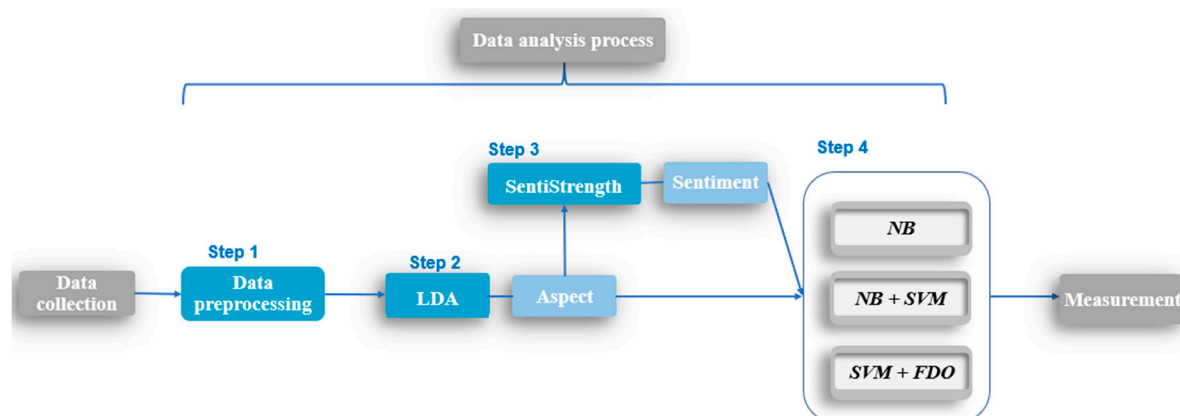 Data analysis process
Step 3
Step 4
SentiStrength
Sentiment
NB
Step 1
Step 2
Data
collection
Data
preprocessing
LDA
Aspect
NB + SVM
Measurement
SVM + FDO